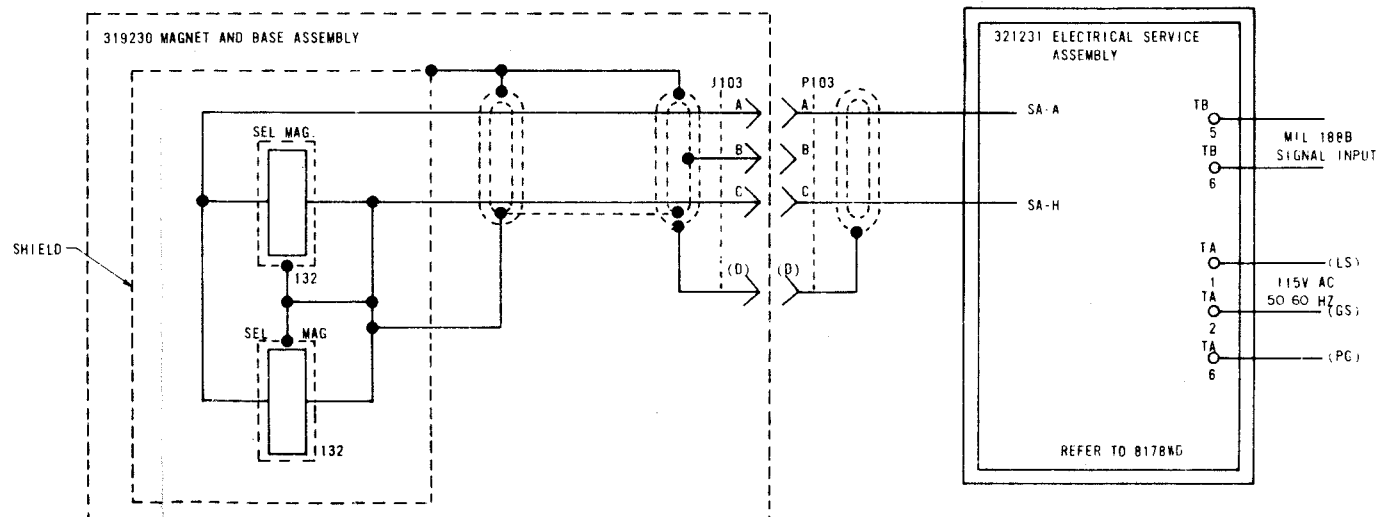 319230 MAGNET AND BASE ASSEMBLY
SEL MAG.
132
SEL MAG
132
SHIELD
J103
P103
A
A
B
B
C
C
(D)
(D)
321231 ELECTRICAL SERVICE
ASSEMBLY
SA-A
SA-H
TB
5
TB
6
MIL 188B
SIGNAL INPUT
TA
1
TA
2
TA
6
(LS)
115V AC
50 60 HZ
(GS)
(PG)
REFER TO 8178WD